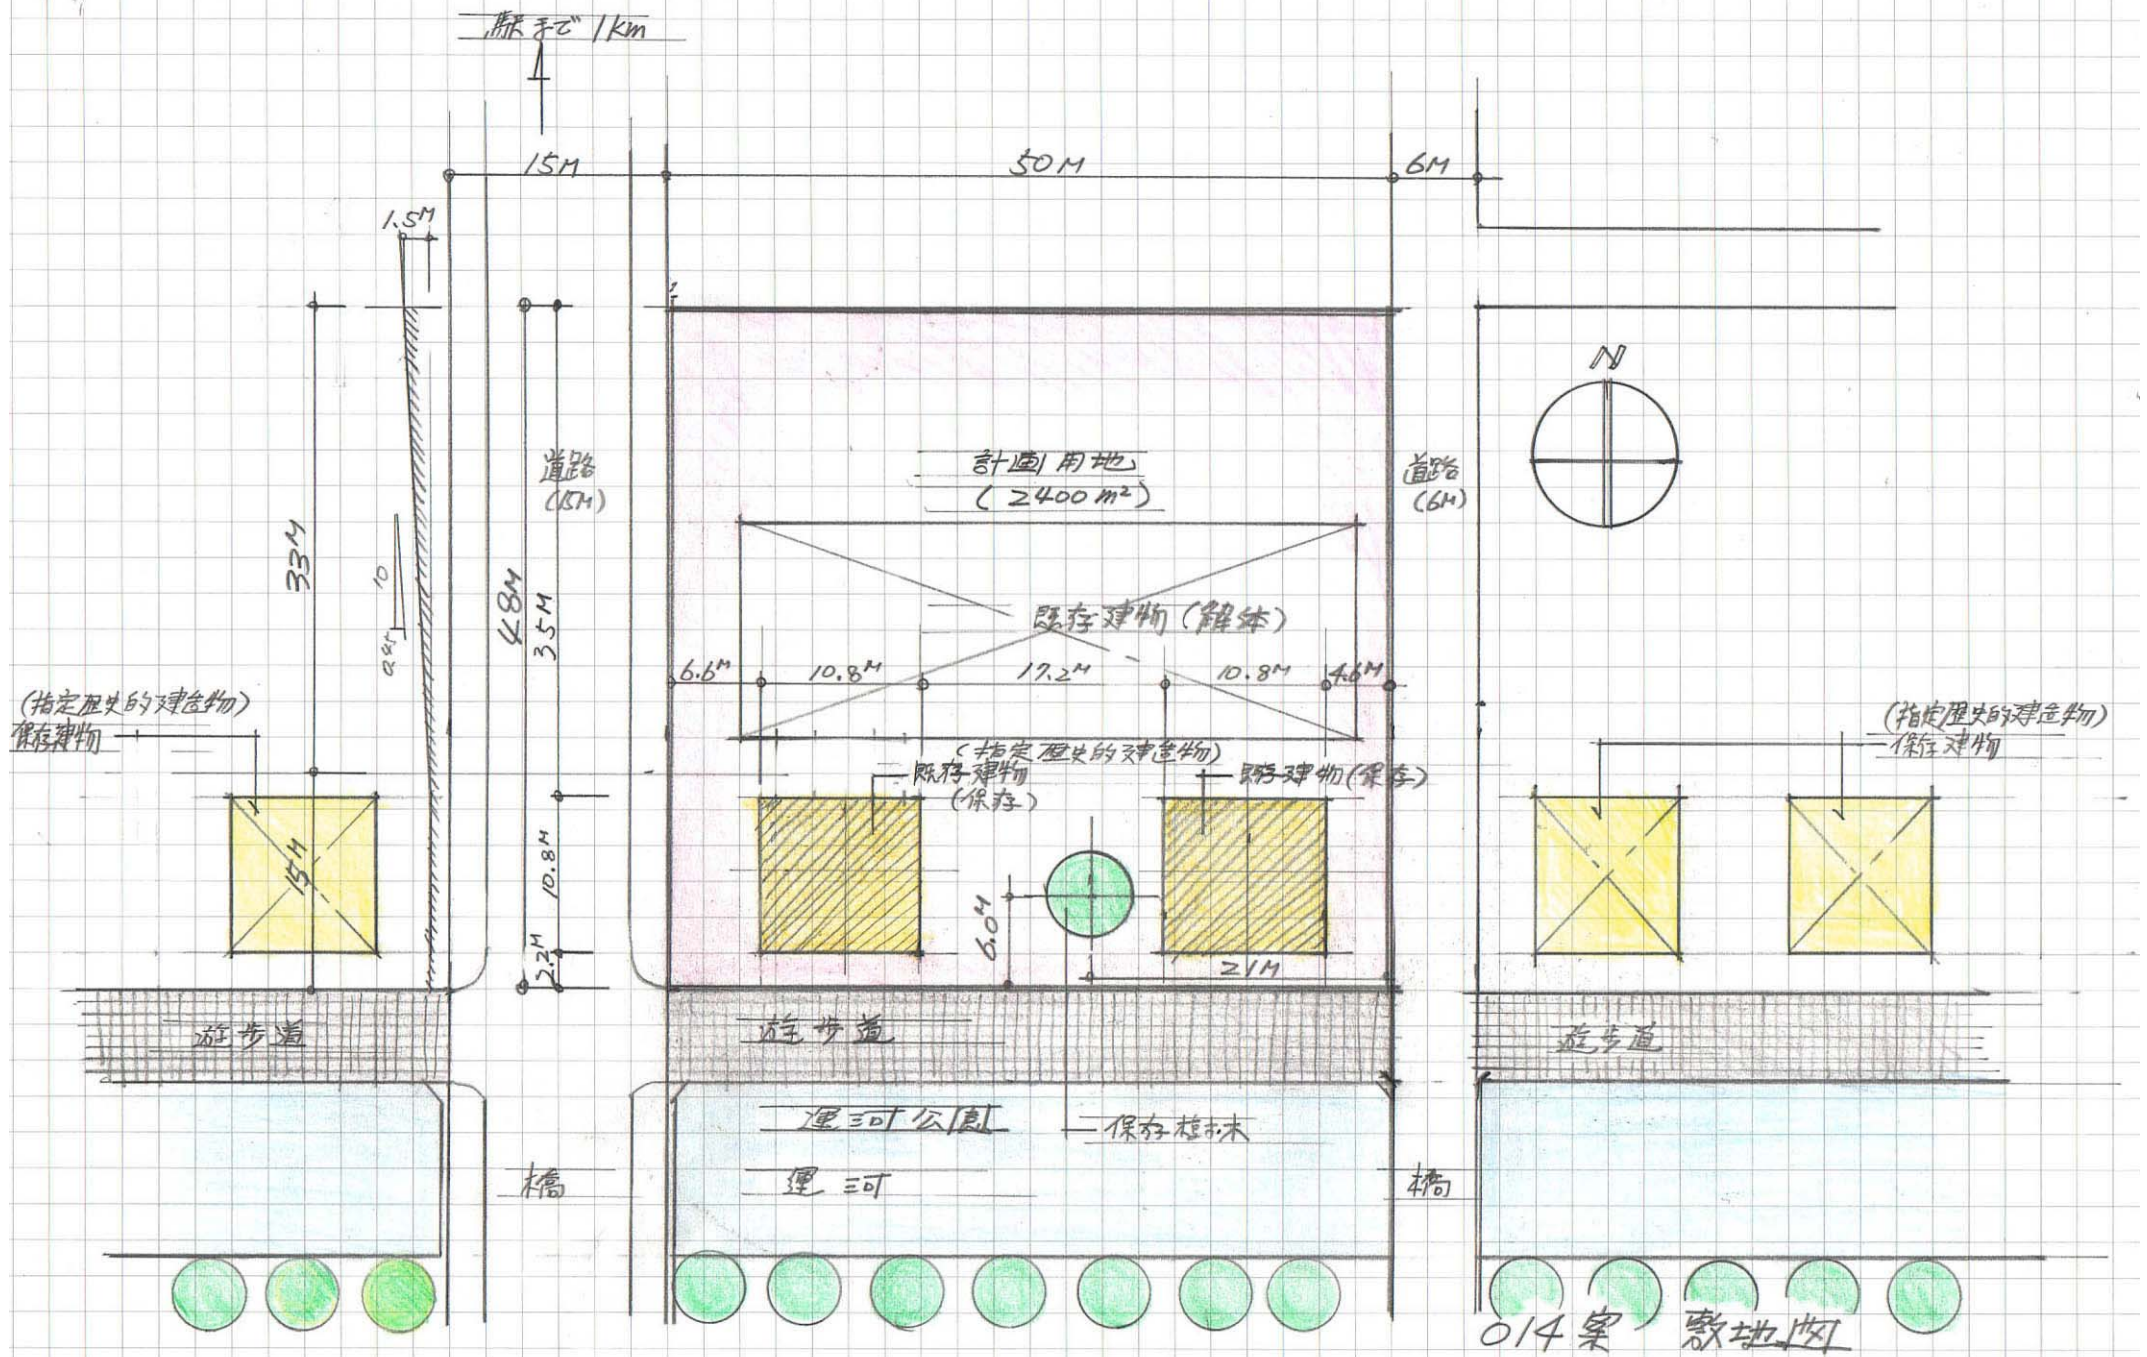 駅まで 1km
15M
50M
6M
1.5M
N
道路
(15M)
計画用地
(2400m²)
道路
(6M)
33M
10
0.45
48M
35M
既存建物(解体)
6.6M
10.8M
17.2M
10.8M
4.6M
(指定歴史的建造物)
保存建物
(指定歴史的建造物)
既存建物
(保存)
既存建物(保存)
(指定歴史的建造物)
保存建物
15M
10.8M
2.2M
6.0M
21M
遊歩道
遊歩道
遊歩道
運河公園
保存樹木
橋
運河
橋
014案 敷地図